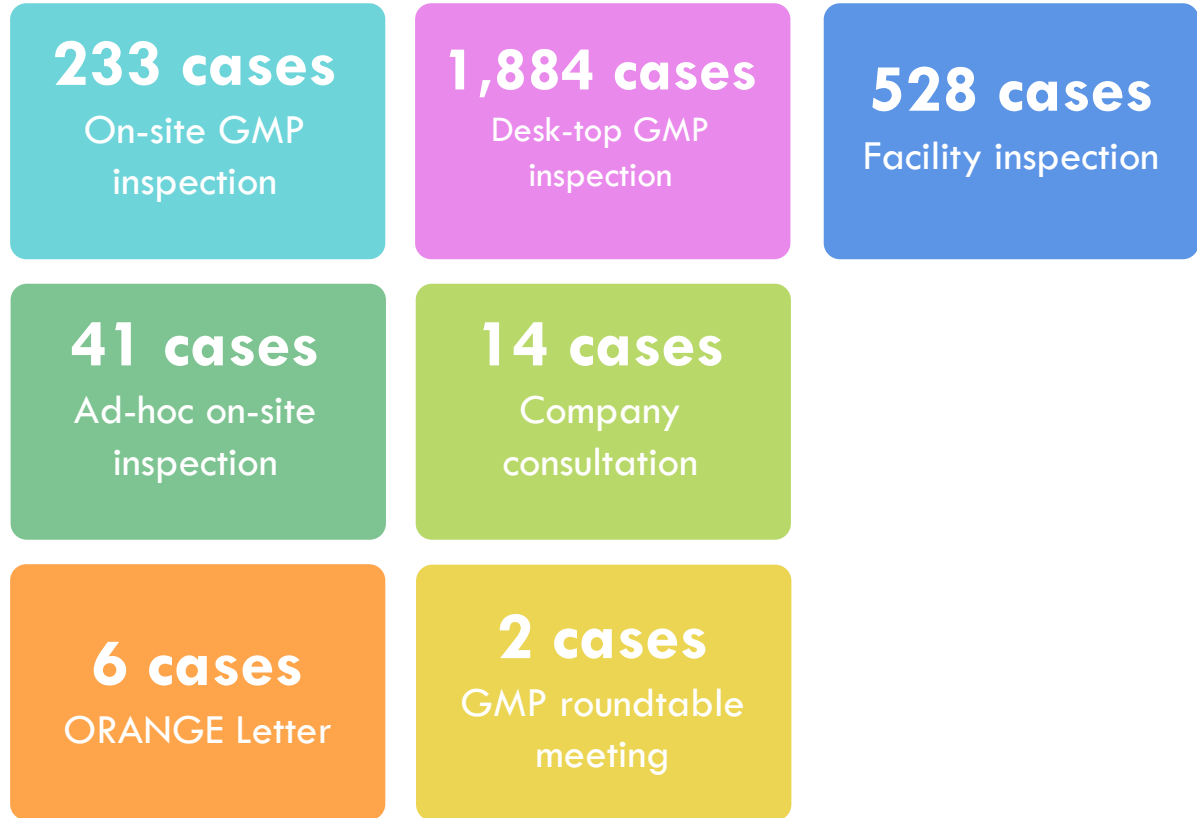 233 cases
On-site GMP
inspection
1,884 cases
Desk-top GMP
inspection
528 cases
Facility inspection
41 cases
Ad-hoc on-site
inspection
14 cases
Company
consultation
6 cases
ORANGE Letter
2 cases
GMP roundtable
meeting